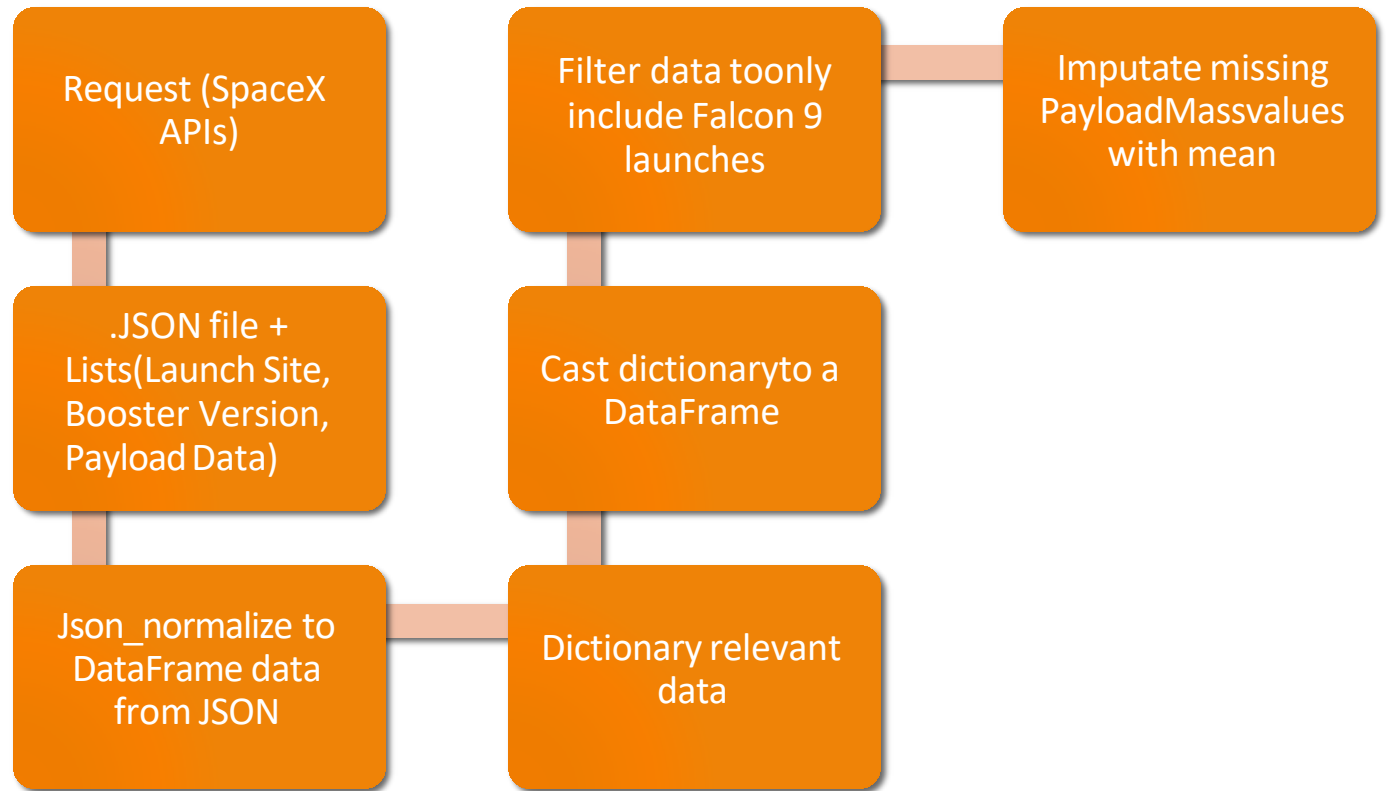 Request (SpaceX
APIs)
.JSON file +
Lists(Launch Site,
Booster Version,
Payload Data)
Json_normalize to
DataFrame data
from JSON
Dictionary relevant
data
Cast dictionaryto a
DataFrame
Filter data toonly
include Falcon 9
launches
Imputate missing
PayloadMassvalues
with mean